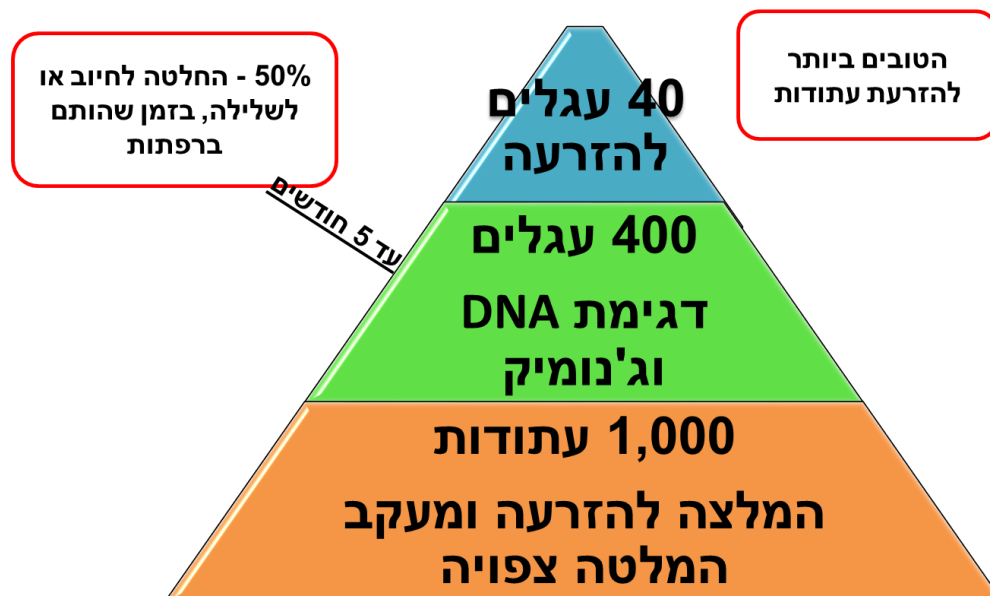 הטובים ביותר
להזרעת עתודות
50% - החלטה לחיוב או
לשלילה, בזמן שהותם
ברפתות
עד 5 חודשים
40 עגלים
להזרעה
400 עגלים
דגימת DNA
וג'נומיק
1,000 עתודות
המלצה להזרעה ומעקב
המלטה צפויה